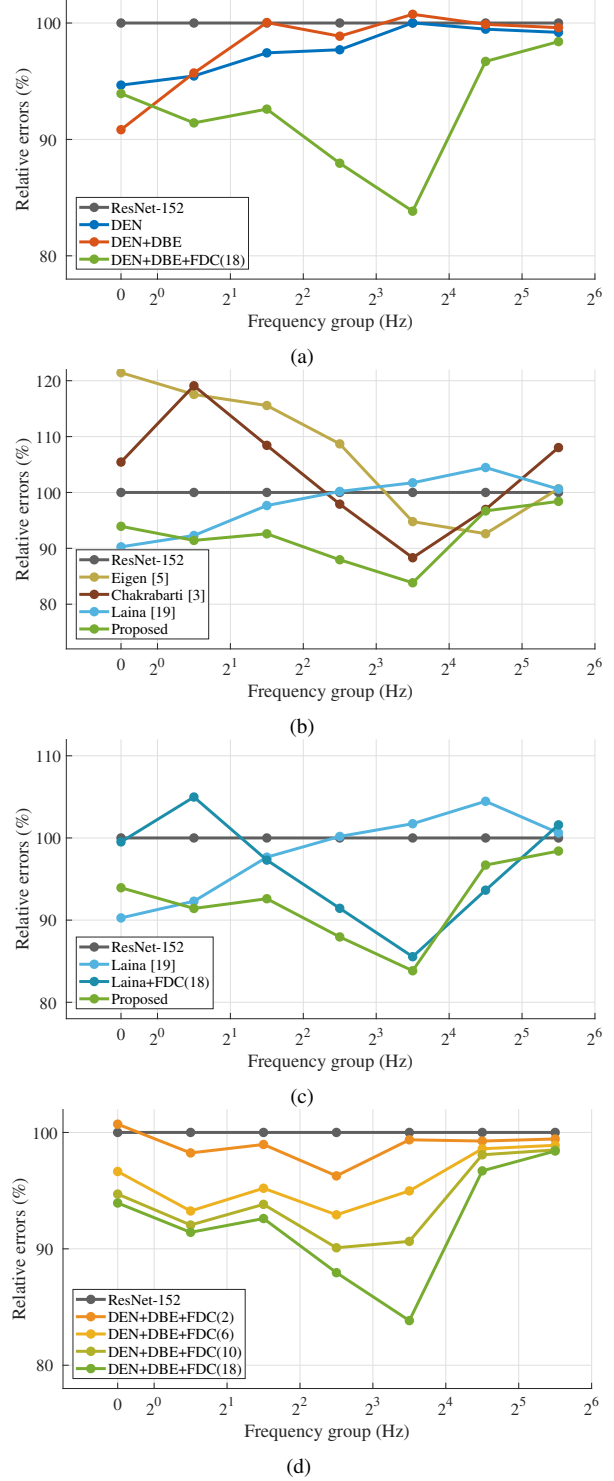 100
90
80
Relative errors (%)
ResNet-152
DEN
DEN+DBE
DEN+DBE+FDC(18)
0 2^0 2^1 2^2 2^3 2^4 2^5 2^6
Frequency group (Hz)
(a)
120
110
100
90
80
Relative errors (%)
ResNet-152
Eigen [5]
Chakrabarti [3]
Laina [19]
Proposed
0 2^0 2^1 2^2 2^3 2^4 2^5 2^6
Frequency group (Hz)
(b)
110
100
90
80
Relative errors (%)
ResNet-152
Laina [19]
Laina+FDC(18)
Proposed
0 2^0 2^1 2^2 2^3 2^4 2^5 2^6
Frequency group (Hz)
(c)
100
90
80
Relative errors (%)
ResNet-152
DEN+DBE+FDC(2)
DEN+DBE+FDC(6)
DEN+DBE+FDC(10)
DEN+DBE+FDC(18)
0 2^0 2^1 2^2 2^3 2^4 2^5 2^6
Frequency group (Hz)
(d)